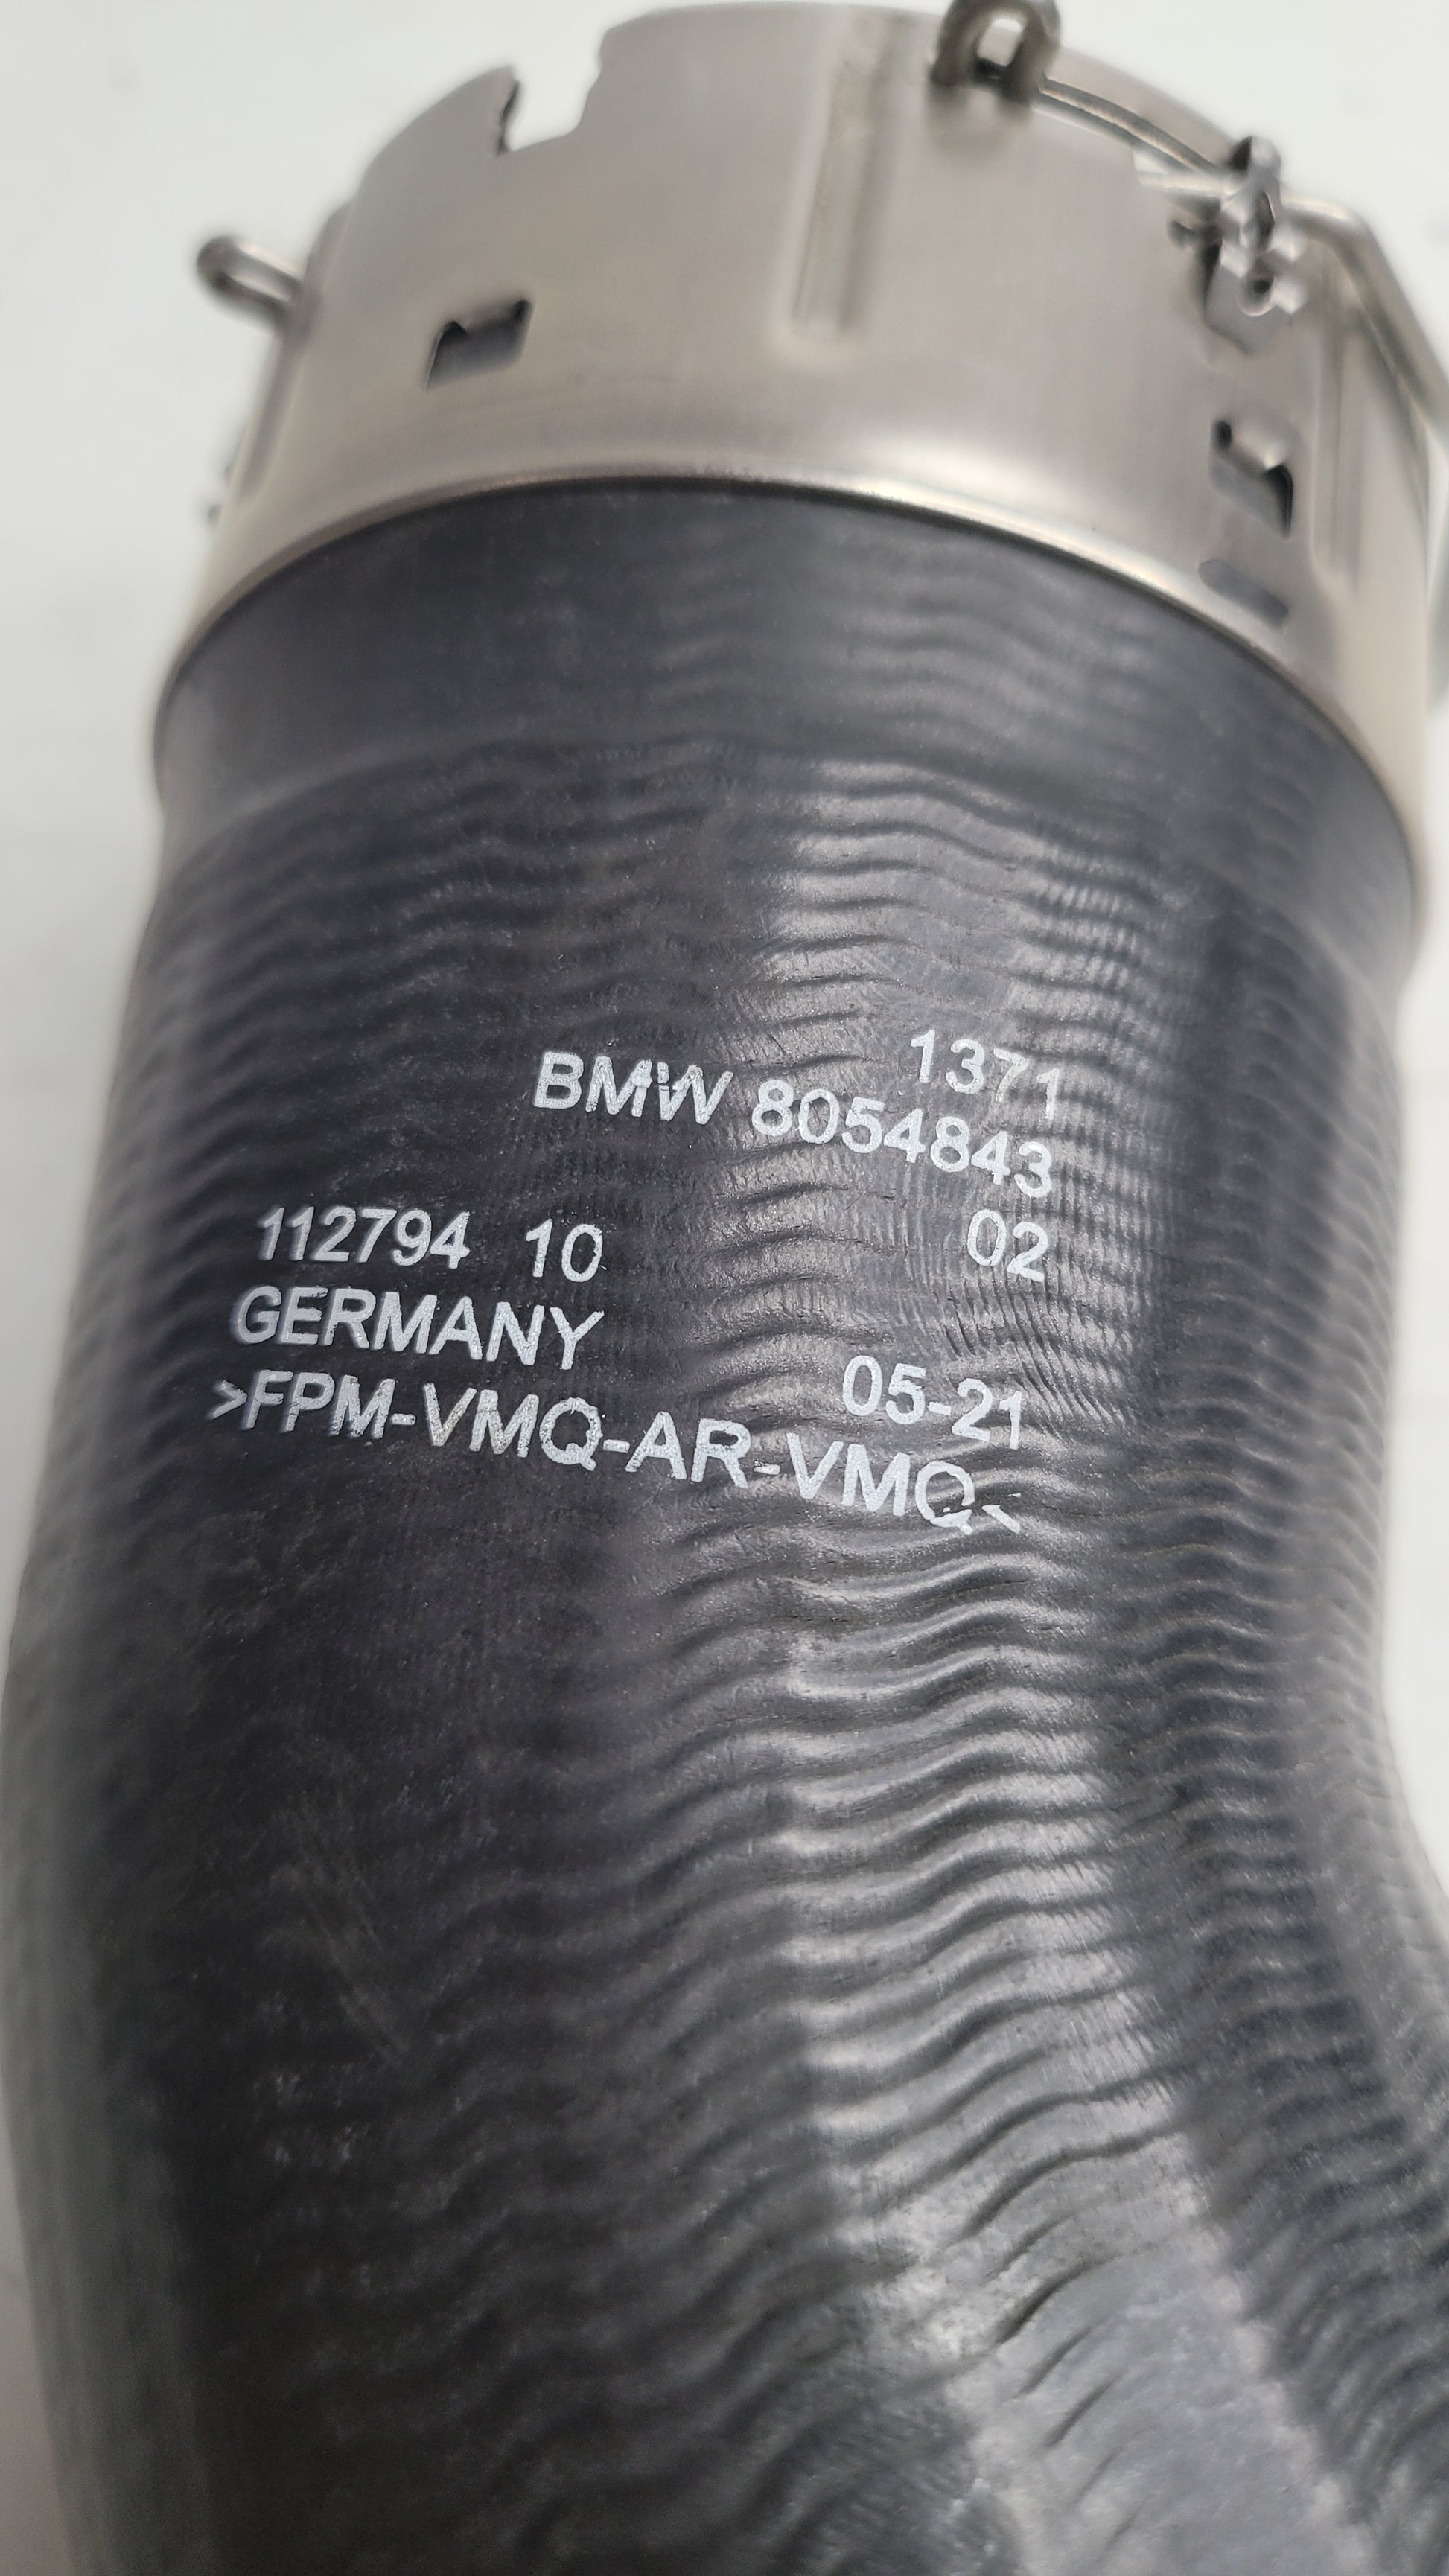 1371
BMW 8054843
02
112794 10
GERMANY
05-21
>FPM-VMQ-AR-VMQ<